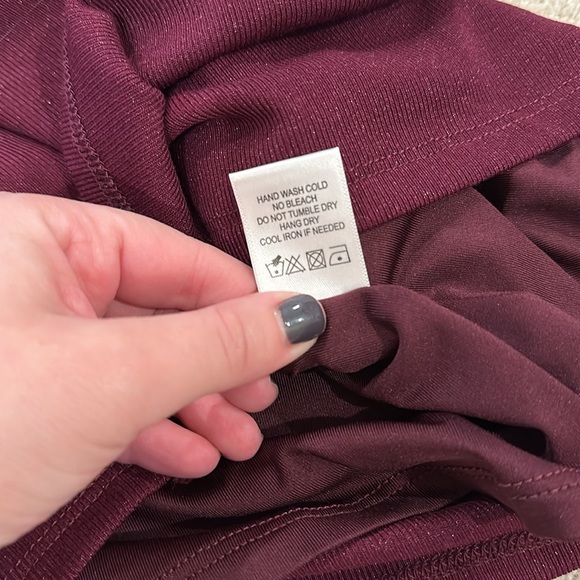 HAND WASH COLD
NO BLEACH
DO NOT TUMBLE DRY
HANG DRY
COOL IRON IF NEEDED